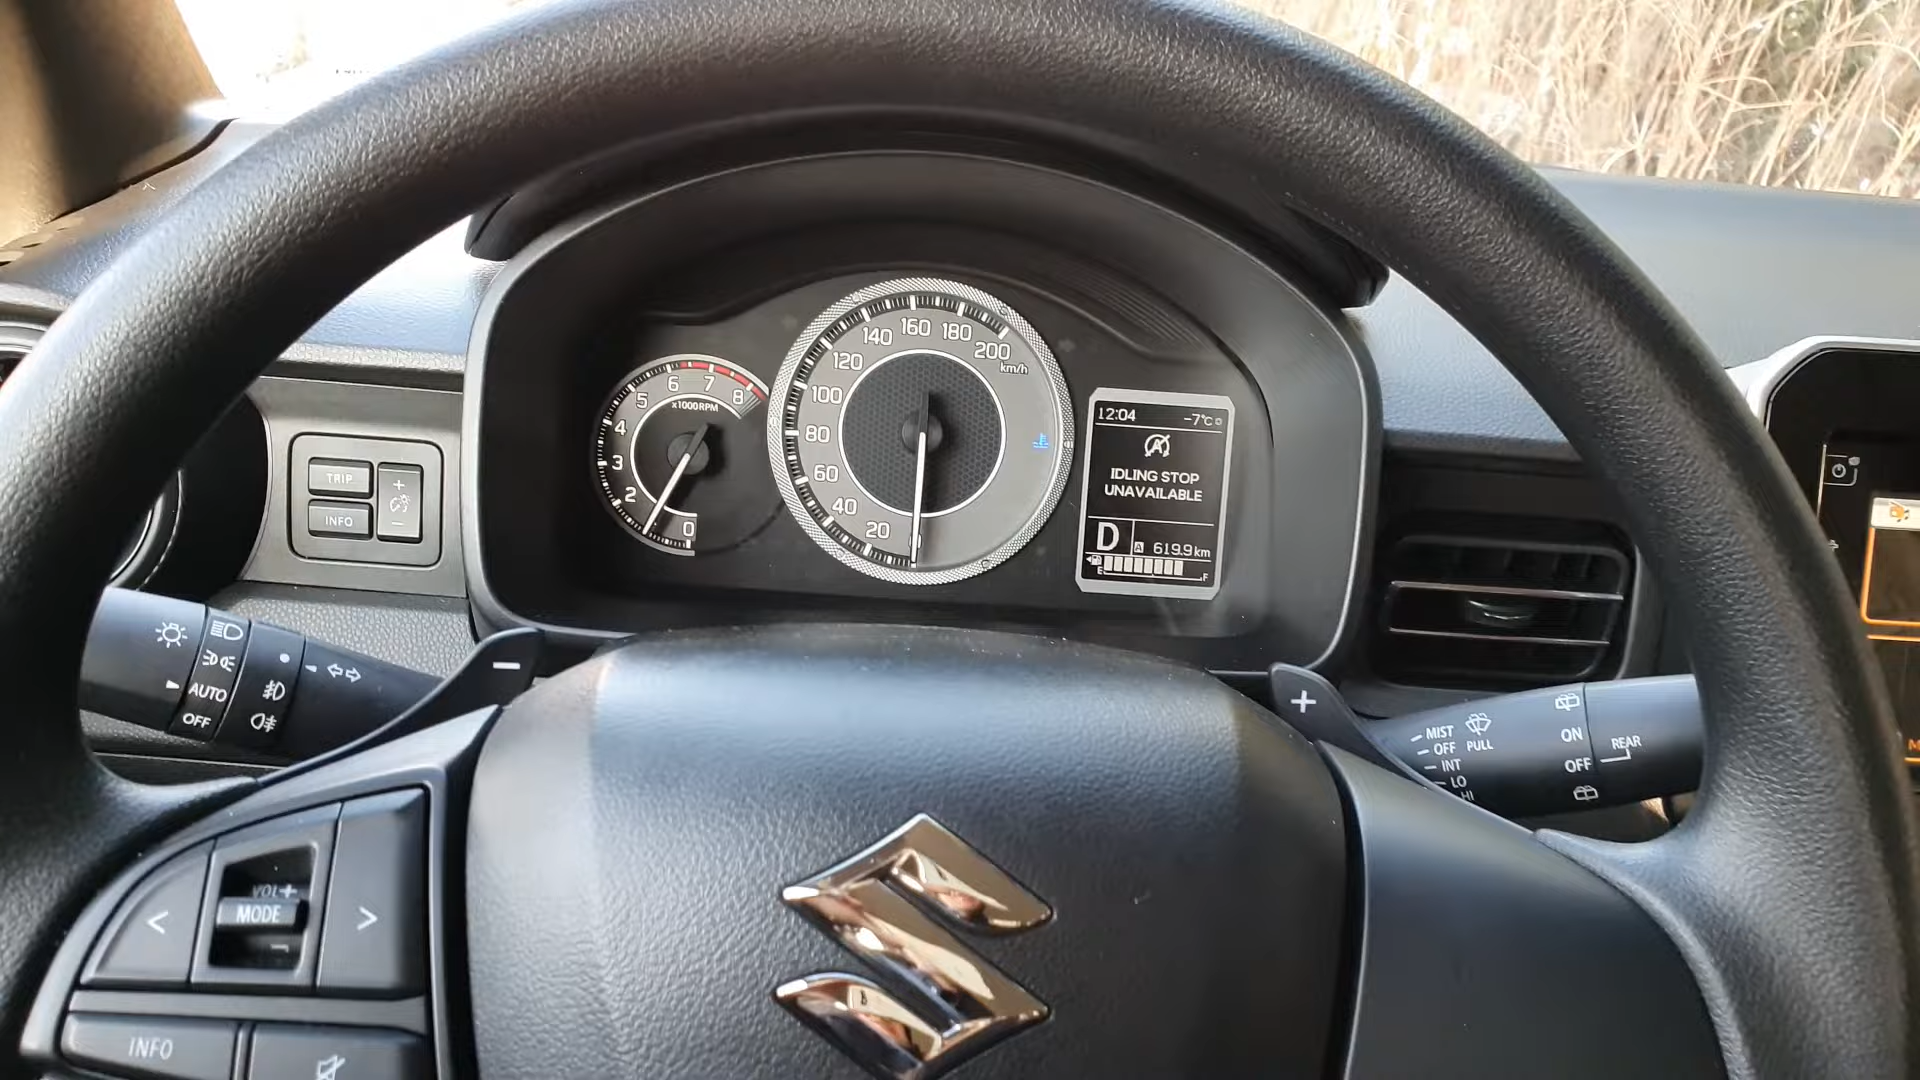 160
140 180
120 200
km/h
100
80
60
40
20
0
6 7
5 8
x1000RPM
4
3
2
0
12:04 -7°C
A
IDLING STOP
UNAVAILABLE
D A 619.9km
E F
TRIP +
INFO -
AUTO
OFF
-
+
MIST
OFF PULL
INT
LO
HI
ON
OFF REAR
VOL+
< MODE >
-
INFO